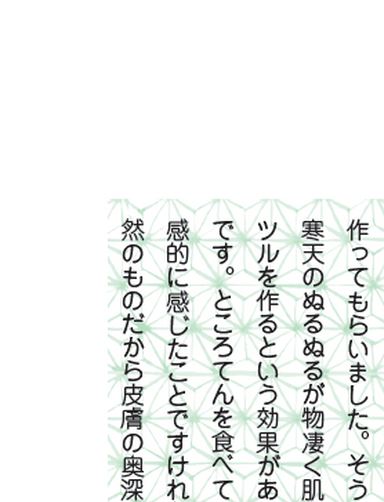 作ってもらいました。そう
寒天のぬるぬるが物凄く肌
ツルを作るという効果があ
です。ところてんを食べて
感的に感じたことですけれ
然のものだから皮膚の奥深